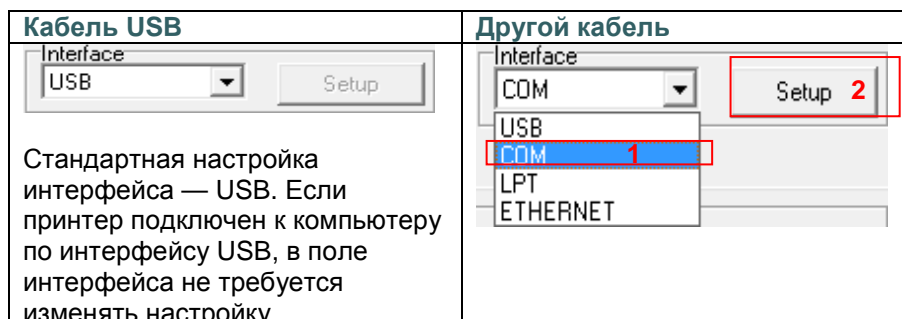 Кабель USB
Interface
USB
Setup
Стандартная настройка
интерфейса — USB. Если
принтер подключен к компьютеру
по интерфейсу USB, в поле
интерфейса не требуется
изменять настройку
Другой кабель
Interface
COM
Setup 2
USB
COM 1
LPT
ETHERNET